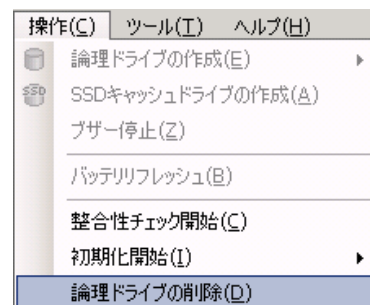 操作(C) ツール(T) ヘルプ(H)
論理ドライブの作成(E)
SSD SSDキャッシュドライブの作成(A)
ブザー停止(Z)
バッテリリフレッシュ(B)
整合性チェック開始(C)
初期化開始(I)
論理ドライブの削除(D)